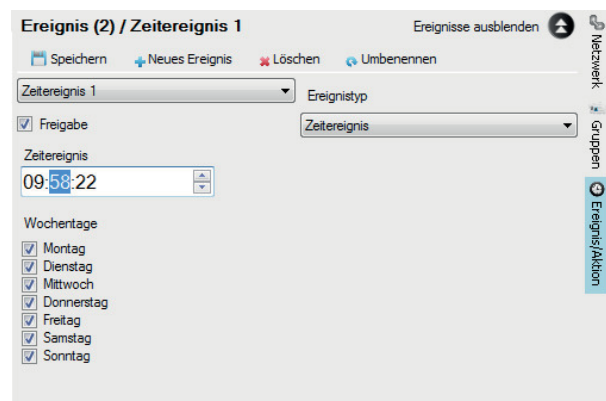 Ereignis (2) / Zeitereignis 1
Ereignisse ausblenden
Speichern
Neues Ereignis
Löschen
Umbenennen
Zeitereignis 1
Ereignistyp
Freigabe
Zeitereignis
Zeitereignis
09:58:22
Wochentage
Montag
Dienstag
Mittwoch
Donnerstag
Freitag
Samstag
Sonntag
Netzwerk
Gruppen
Ereignis/Aktion